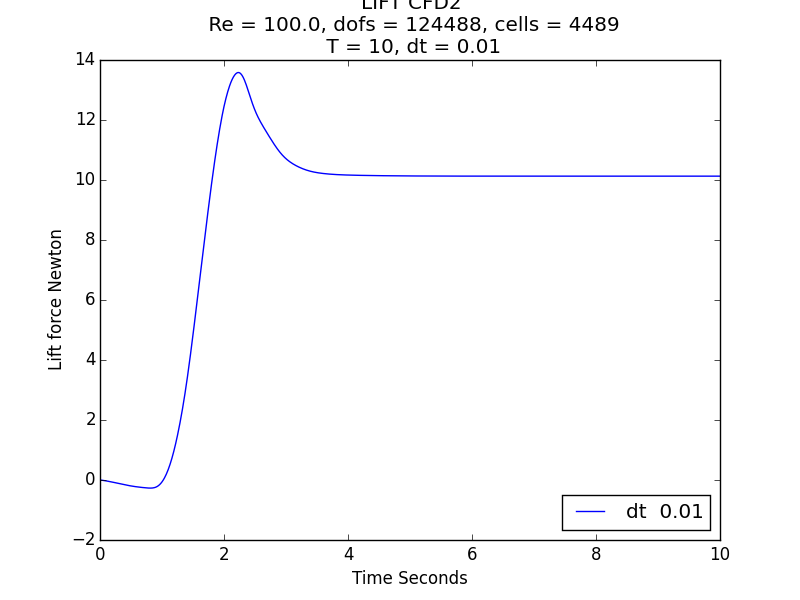 LIFT CFD2
Re = 100.0, dofs = 124488, cells = 4489
T = 10, dt = 0.01
14
12
10
8
6
4
2
0
−2
Lift force Newton
dt 0.01
0 2 4 6 8 10
Time Seconds